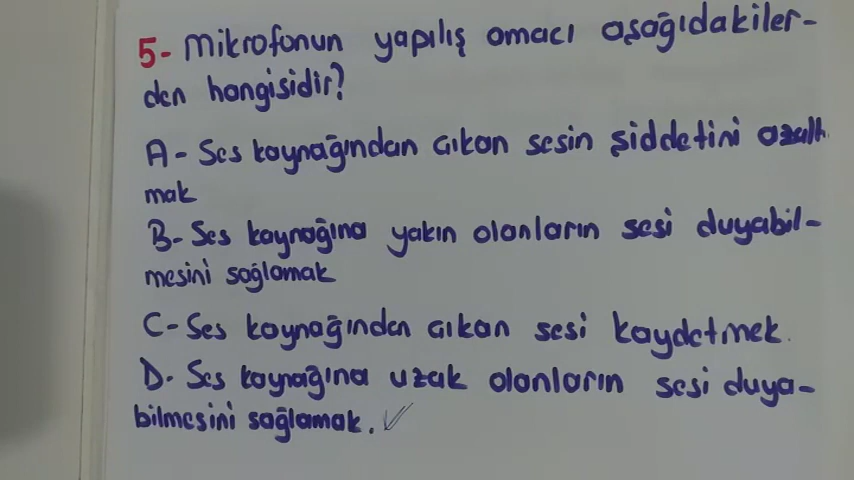 5- Mikrofonun yapılış amacı aşağıdakiler-
den hangisidir?
A- Ses kaynağından çıkan sesin şiddetini azalt
mak
B- Ses kaynağına yakın olanların sesi duyabil-
mesini sağlamak
C- Ses kaynağından çıkan sesi kaydetmek.
D- Ses kaynağına uzak olanların sesi duya-
bilmesini sağlamak.